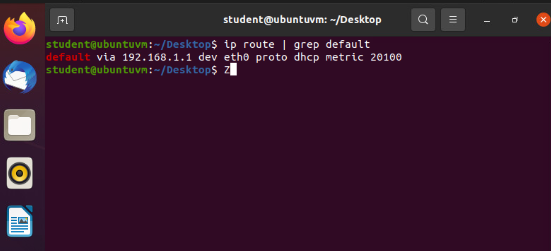 student@ubuntuvm: ~/Desktop
student@ubuntuvm:~/Desktop$ ip route | grep default
default via 192.168.1.1 dev eth0 proto dhcp metric 20100
student@ubuntuvm:~/Desktop$ Z